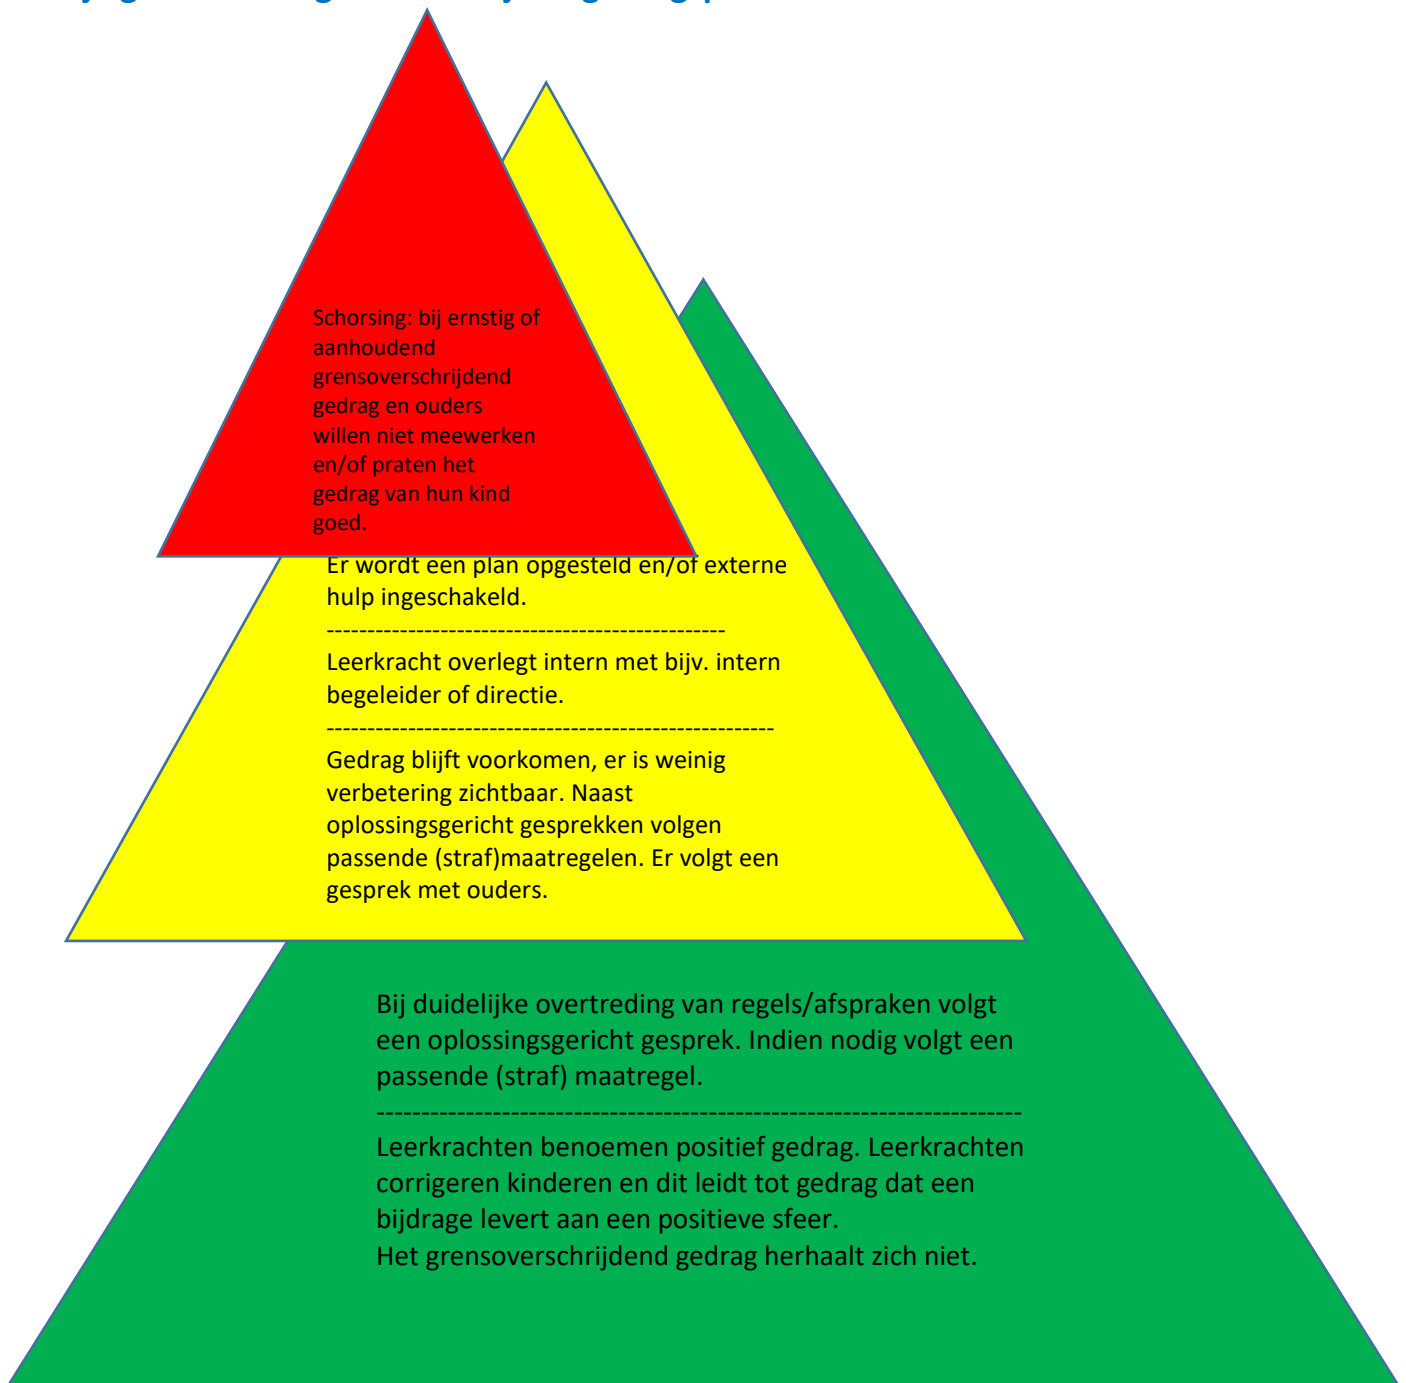 Schorsing: bij ernstig of
aanhoudend
grensoverschrijdend
gedrag en ouders
willen niet meewerken
en/of praten het
gedrag van hun kind
goed.
Er wordt een plan opgesteld en/of externe
hulp ingeschakeld.
-------------------------------------------------
Leerkracht overlegt intern met bijv. intern
begeleider of directie.
-------------------------------------------------------
Gedrag blijft voorkomen, er is weinig
verbetering zichtbaar. Naast
oplossingsgericht gesprekken volgen
passende (straf)maatregelen. Er volgt een
gesprek met ouders.
Bij duidelijke overtreding van regels/afspraken volgt
een oplossingsgericht gesprek. Indien nodig volgt een
passende (straf) maatregel.
------------------------------------------------------------------------
Leerkrachten benoemen positief gedrag. Leerkrachten
corrigeren kinderen en dit leidt tot gedrag dat een
bijdrage levert aan een positieve sfeer.
Het grensoverschrijdend gedrag herhaalt zich niet.